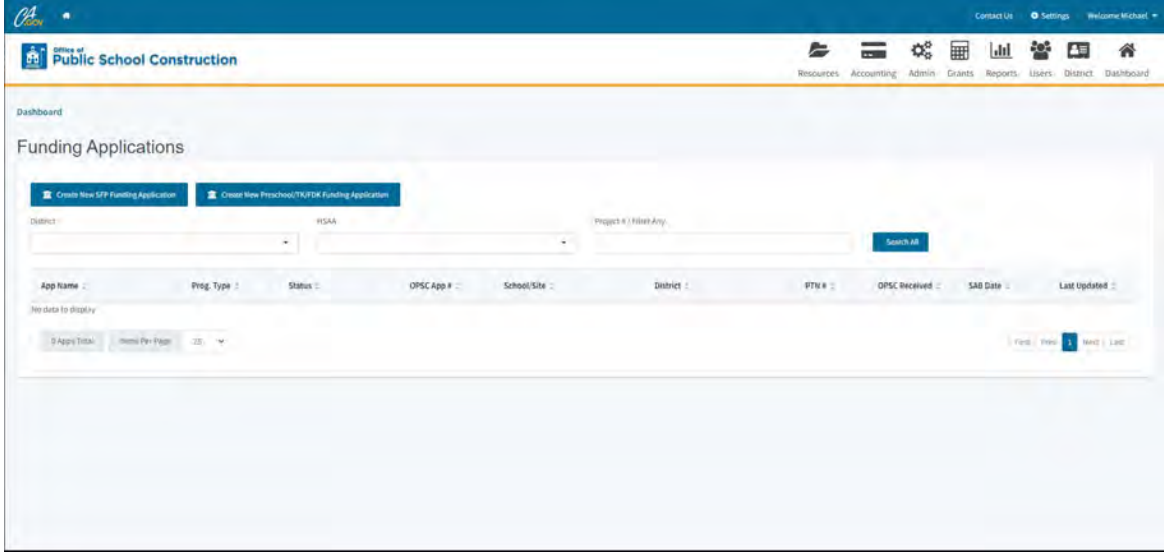 CA.GOV
Contact Us Settings Welcome Michael
Office of
Public School Construction
Resources Accounting Admin Grants Reports Users District Dashboard
Dashboard
Funding Applications
Create New SFP Funding Application Create New Preschool/TK/FDK Funding Application
District HSAA Project # / Filter Any
Search All
App Name Prog. Type Status OPSC App # School/Site District PTN # OPSC Received SAB Date Last Updated
No data to display
0 Apps Total Items Per Page 25 First Prev 1 Next Last